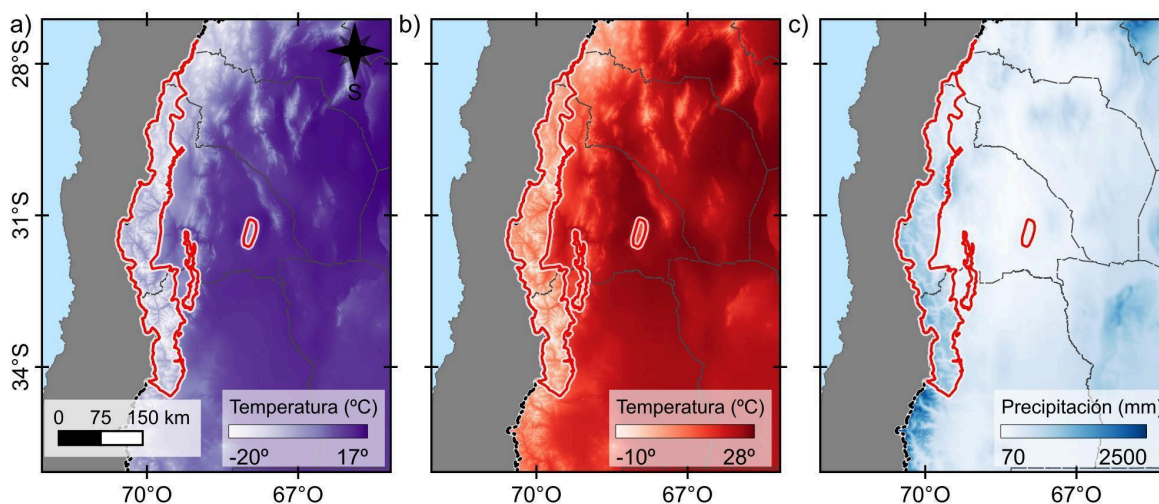 a)
b)
c)
28°S
31°S
34°S
S
0 75 150 km
Temperatura (ºC)
-20º 17º
Temperatura (ºC)
-10º 28º
Precipitación (mm)
70 2500
70°O 67°O
70°O 67°O
70°O 67°O